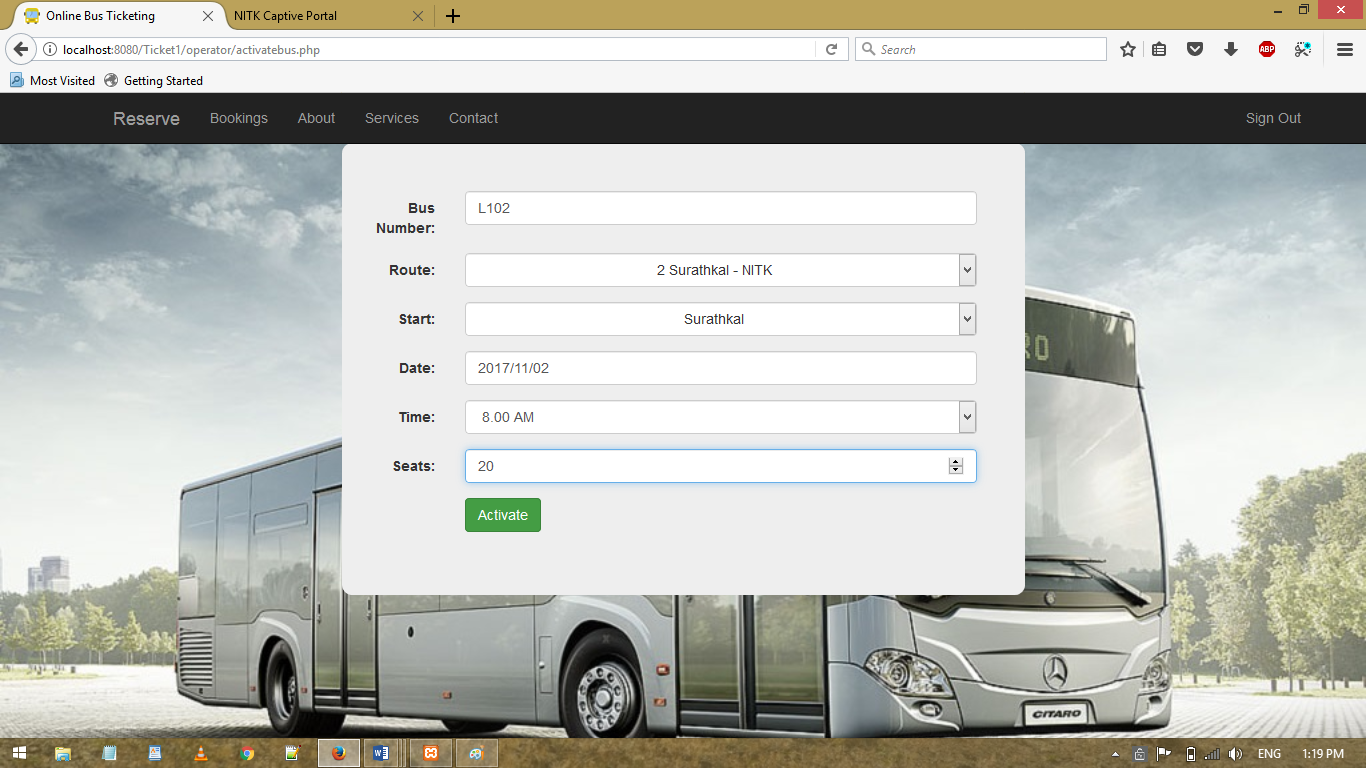 Online Bus Ticketing
NITK Captive Portal
localhost:8080/Ticket1/operator/activatebus.php
Search
ABP
Most Visited
Getting Started
Reserve
Bookings
About
Services
Contact
Sign Out
Bus Number:
L102
Route:
2 Surathkal - NITK
Start:
Surathkal
Date:
2017/11/02
Time:
8.00 AM
Seats:
20
Activate
CITARO
ENG
1:19 PM